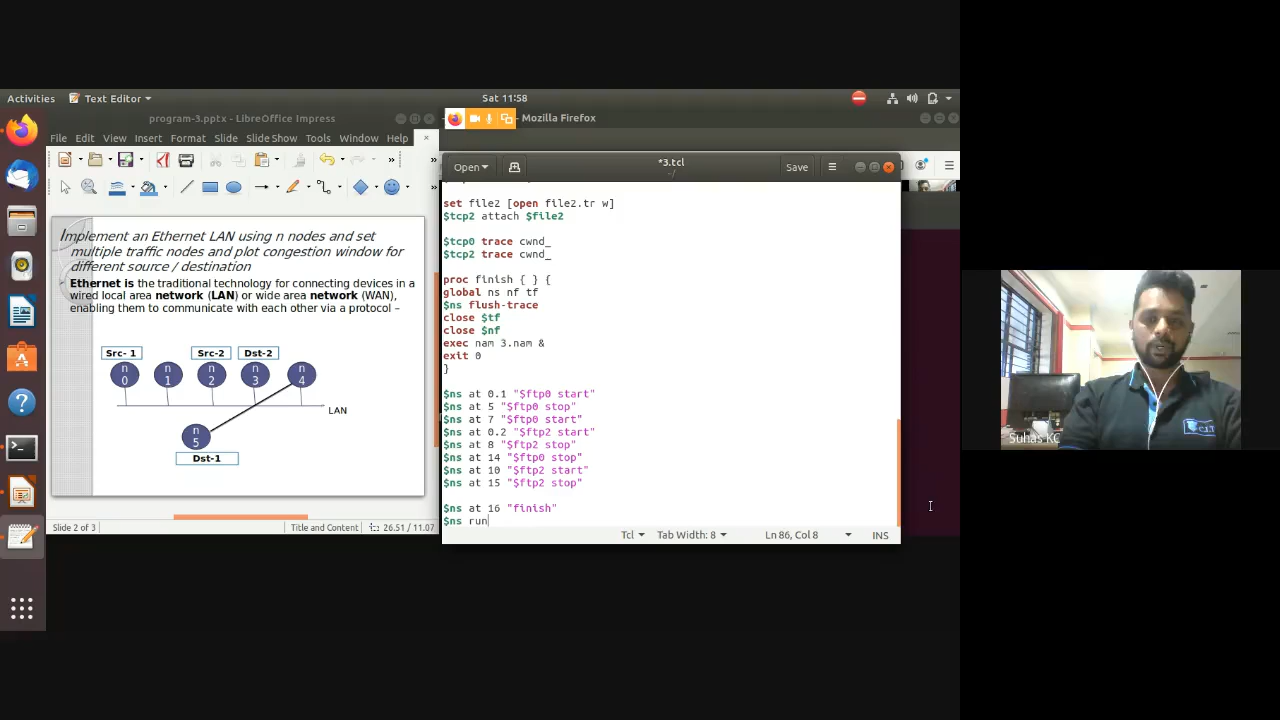 Activities
Text Editor
Sat 11:58
program-3.pptx - LibreOffice Impress
File Edit View Insert Format Slide Slide Show Tools Window Help
Mozilla Firefox
Open
*3.tcl
~/
Save
Implement an Ethernet LAN using n nodes and set
multiple traffic nodes and plot congestion window for
different source / destination
Ethernet is the traditional technology for connecting devices in a
wired local area network (LAN) or wide area network (WAN),
enabling them to communicate with each other via a protocol –
Src- 1
Src-2
Dst-2
n
0
n
1
n
2
n
3
n
4
LAN
n
5
Dst-1
Slide 2 of 3
Title and Content
26.51 / 11.07
set file2 [open file2.tr w]
$tcp2 attach $file2
$tcp0 trace cwnd_
$tcp2 trace cwnd_
proc finish { } {
global ns nf tf
$ns flush-trace
close $tf
close $nf
exec nam 3.nam &
exit 0
}
$ns at 0.1 "$ftp0 start"
$ns at 5 "$ftp0 stop"
$ns at 7 "$ftp0 start"
$ns at 0.2 "$ftp2 start"
$ns at 8 "$ftp2 stop"
$ns at 14 "$ftp0 stop"
$ns at 10 "$ftp2 start"
$ns at 15 "$ftp2 stop"
$ns at 16 "finish"
$ns run
Tcl
Tab Width: 8
Ln 86, Col 8
INS
Suhas KC